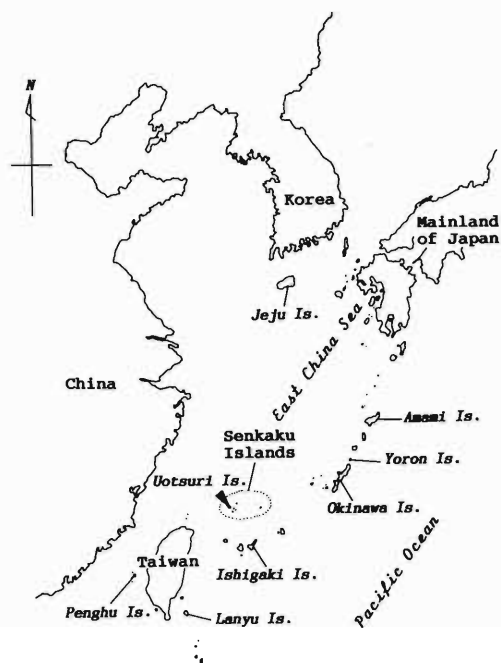 N
Korea
Mainland
of Japan
Jeju Is.
East China Sea
China
Amami Is.
Senkaku
Islands
Yoron Is.
Uotsuri Is.
Okinawa Is.
Taiwan
Ishigaki Is.
Pacific Ocean
Penghu Is.
Lanyu Is.